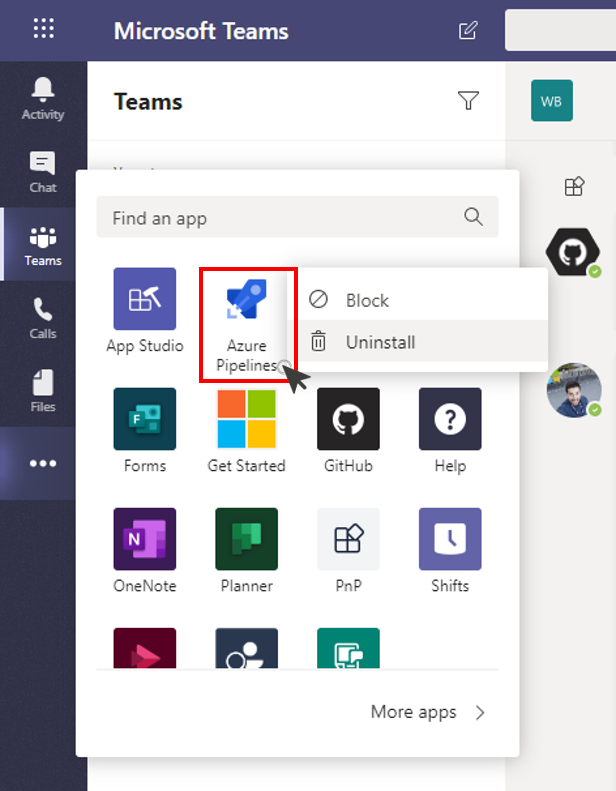 Microsoft Teams
Activity
Chat
Teams
Calls
Files
Teams
WB
Find an app
App Studio
Azure
Pipelines
Block
Uninstall
Forms
Get Started
GitHub
Help
OneNote
Planner
PnP
Shifts
More apps